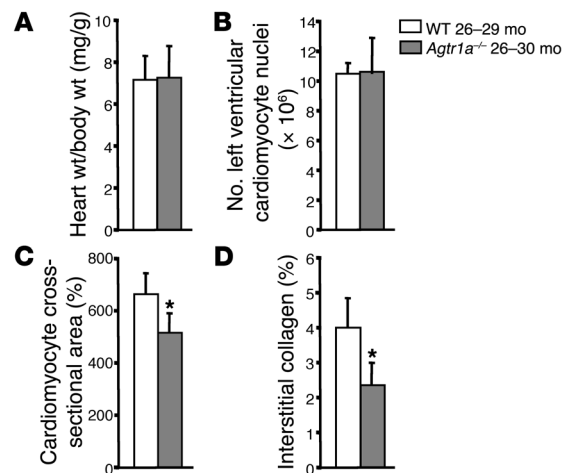 A
Heart wt/body wt (mg/g)
10
8
6
4
2
0
B
No. left ventricular
cardiomyocyte nuclei
(× 10⁶)
14
12
10
8
6
4
2
0
WT 26–29 mo
Agtr1a–/– 26–30 mo
C
Cardiomyocyte cross-
sectional area (%)
800
600
400
200
0
*
D
Interstitial collagen (%)
6
5
4
3
2
1
0
*